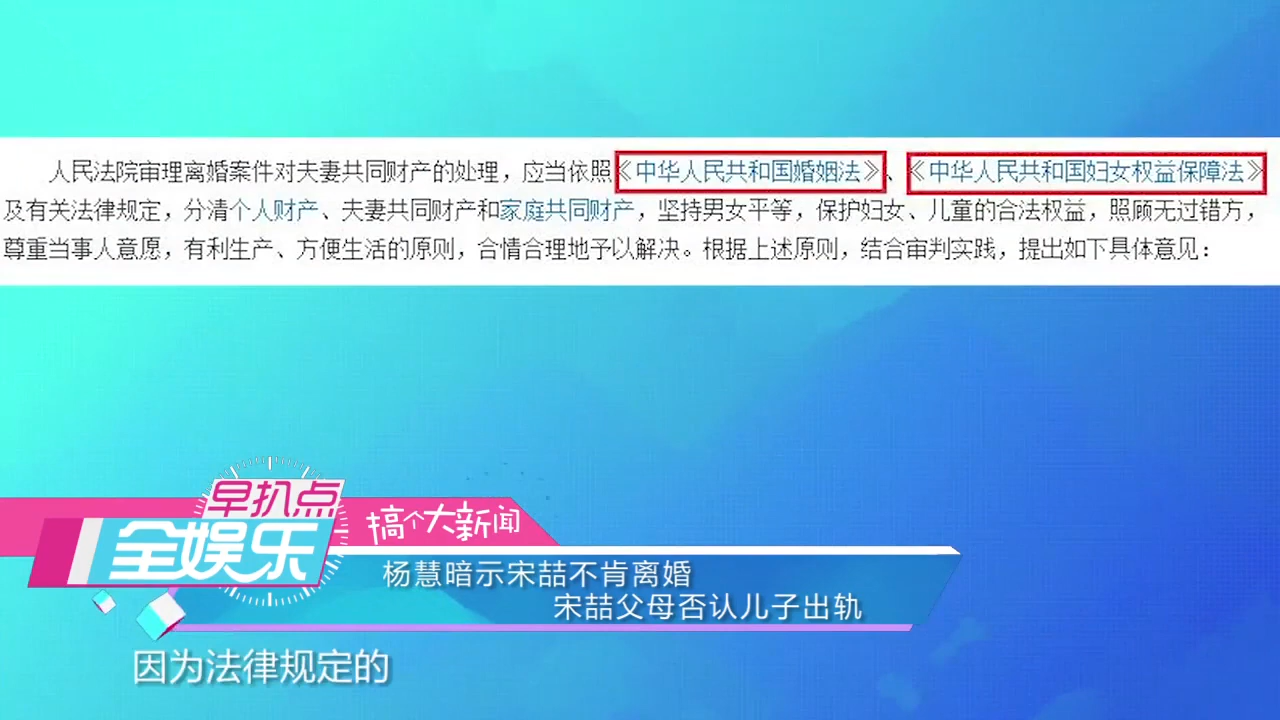 人民法院审理离婚案件对夫妻共同财产的处理，应当依照《中华人民共和国婚姻法》、《中华人民共和国妇女权益保障法》
及有关法律规定，分清个人财产、夫妻共同财产和家庭共同财产，坚持男女平等，保护妇女、儿童的合法权益，照顾无过错方，
尊重当事人意愿，有利生产、方便生活的原则，合情合理地予以解决。根据上述原则，结合审判实践，提出如下具体意见：
早扒点
全娱乐
搞个大新闻
杨慧暗示宋喆不肯离婚
宋喆父母否认儿子出轨
因为法律规定的